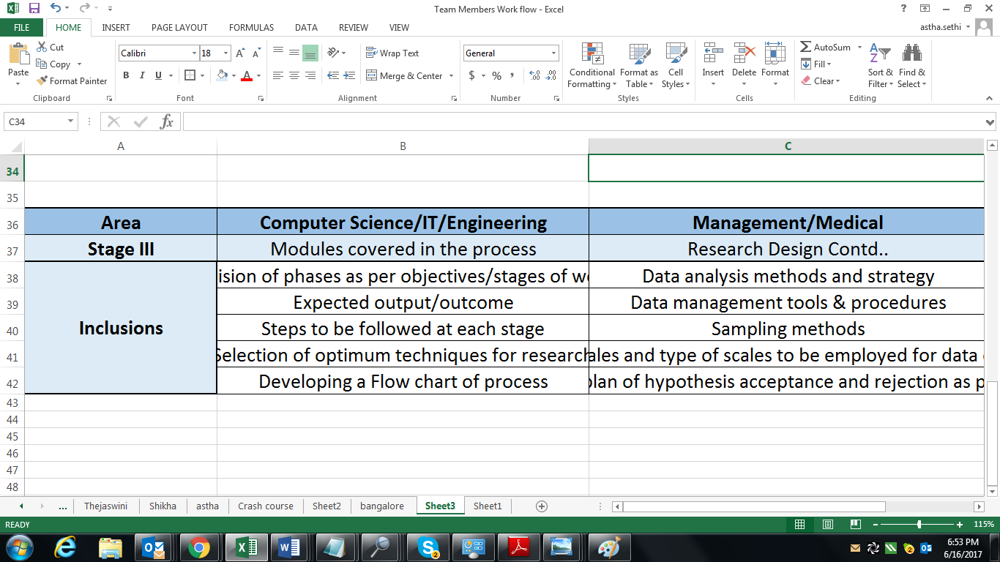 Team Members Work flow - Excel
FILE HOME INSERT PAGE LAYOUT FORMULAS DATA REVIEW VIEW astha.sethi
Paste Cut Copy Format Painter Clipboard
Calibri 18 B I U A Font
Wrap Text Merge & Center Alignment
General $ % , Number
Conditional Formatting Format as Table Cell Styles Styles
Insert Delete Format Cells
AutoSum Fill Clear Sort & Filter Find & Select Editing
C34 fx
A B C
34
35
36 Area Computer Science/IT/Engineering Management/Medical
37 Stage III Modules covered in the process Research Design Contd..
38 ision of phases as per objectives/stages of w Data analysis methods and strategy
39 Expected output/outcome Data management tools & procedures
40 Inclusions Steps to be followed at each stage Sampling methods
41 Selection of optimum techniques for research ales and type of scales to be employed for data
42 Developing a Flow chart of process plan of hypothesis acceptance and rejection as p
43
44
45
46
47
48
... Thejaswini Shikha astha Crash course Sheet2 bangalore Sheet3 Sheet1
READY 115%
6:53 PM
6/16/2017